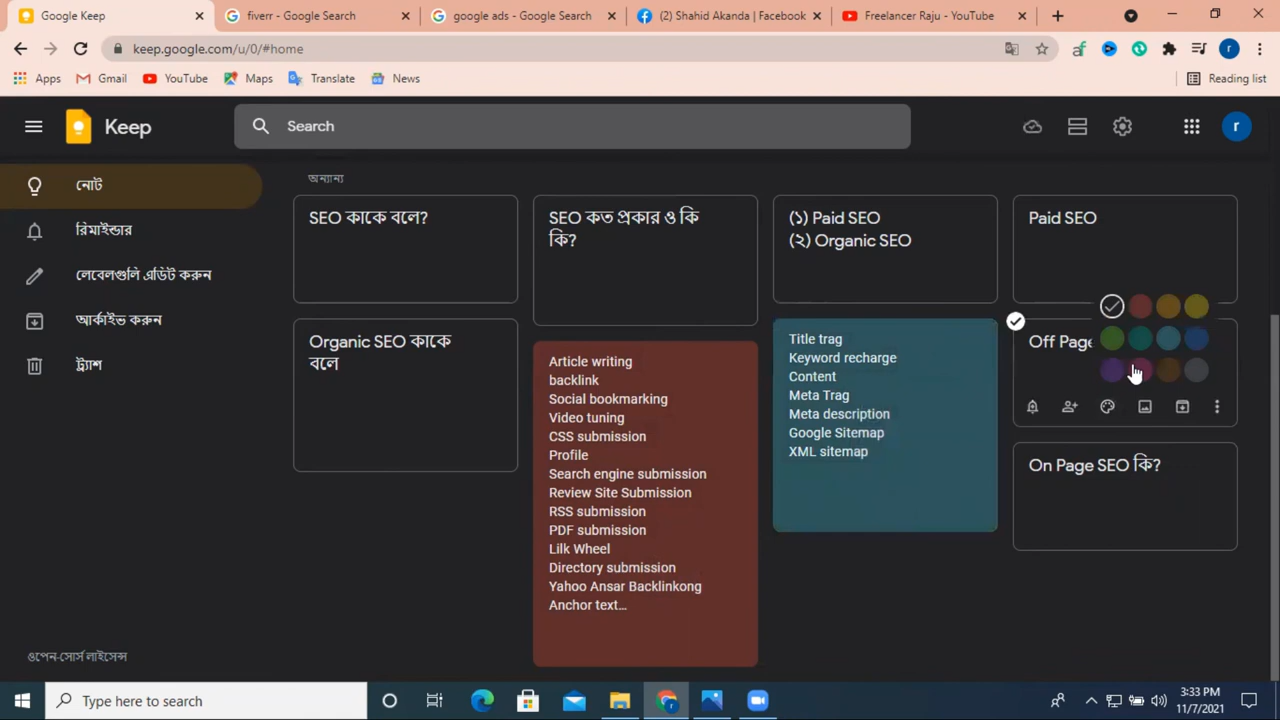 Google Keep
fiverr - Google Search
google ads - Google Search
(2) Shahid Akanda | Facebook
Freelancer Raju - YouTube
keep.google.com/u/0/#home
af
r
Apps
Gmail
YouTube
Maps
Translate
News
Reading list
Keep
Search
r
নোট
রিমাইন্ডার
লেবেলগুলি এডিট করুন
আর্কাইভ করুন
ট্র্যাশ
ওপেন-সোর্স লাইসেন্স
অন্যান্য
SEO কাকে বলে?
SEO কত প্রকার ও কি
কি?
(১) Paid SEO
(২) Organic SEO
Paid SEO
Organic SEO কাকে
বলে
Article writing
backlink
Social bookmarking
Video tuning
CSS submission
Profile
Search engine submission
Review Site Submission
RSS submission
PDF submission
Lilk Wheel
Directory submission
Yahoo Ansar Backlinkong
Anchor text...
Title trag
Keyword recharge
Content
Meta Trag
Meta description
Google Sitemap
XML sitemap
Off Page
On Page SEO কি?
Type here to search
3:33 PM
11/7/2021